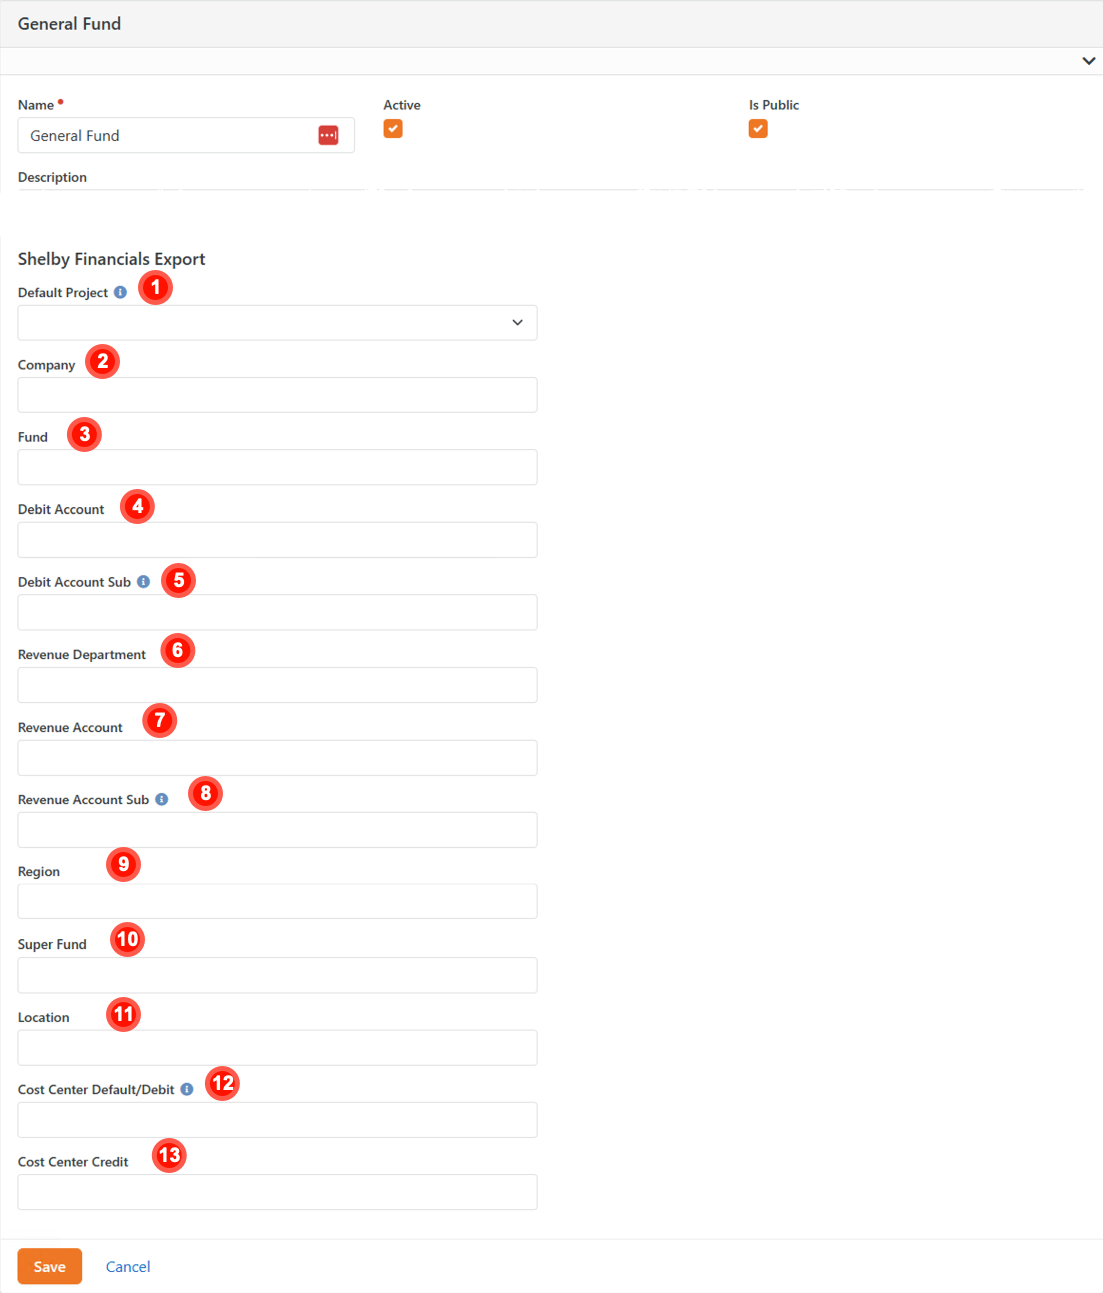 General Fund
Name Active Is Public
General Fund
Description
Shelby Financials Export
Default Project 1
Company 2
Fund 3
Debit Account 4
Debit Account Sub 5
Revenue Department 6
Revenue Account 7
Revenue Account Sub 8
Region 9
Super Fund 10
Location 11
Cost Center Default/Debit 12
Cost Center Credit 13
Save Cancel